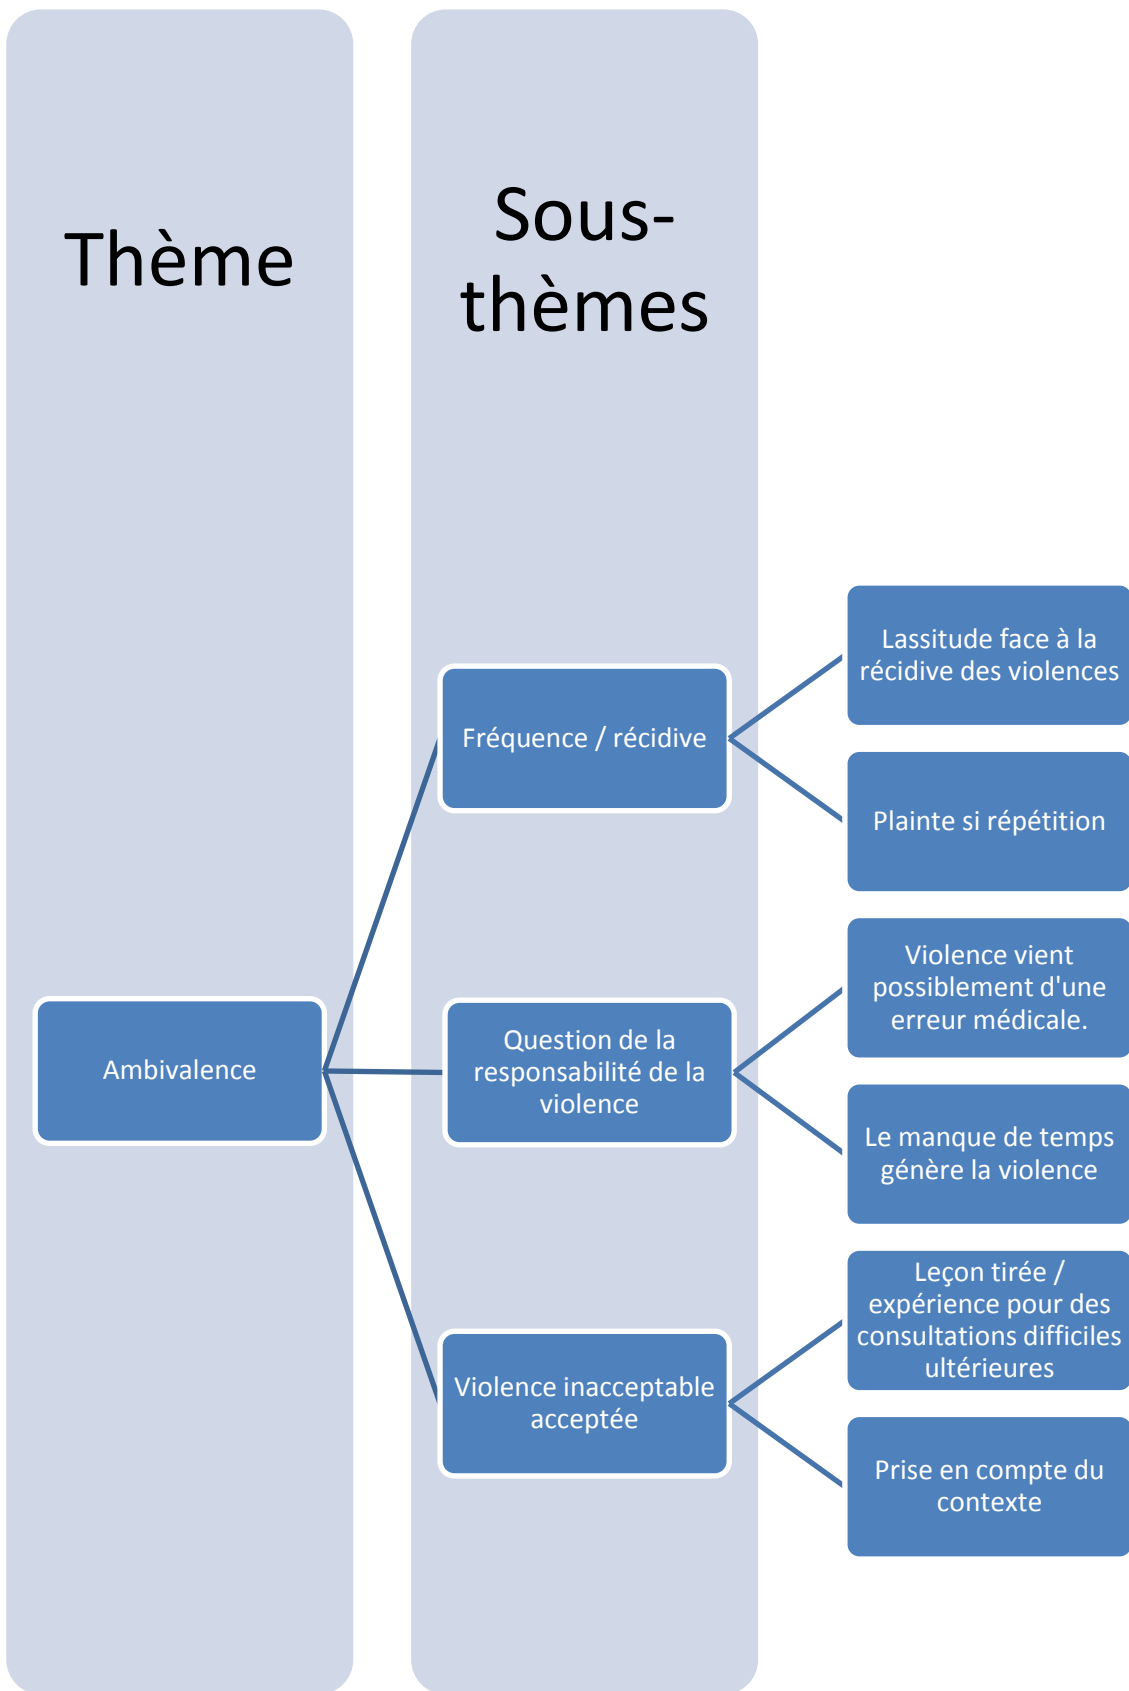 Thème
Sous-
thèmes
Ambivalence
Fréquence / récidive
Lassitude face à la
récidive des violences
Plainte si répétition
Question de la
responsabilité de la
violence
Violence vient
possiblement d'une
erreur médicale.
Le manque de temps
génère la violence
Violence inacceptable
acceptée
Leçon tirée /
expérience pour des
consultations difficiles
ultérieures
Prise en compte du
contexte